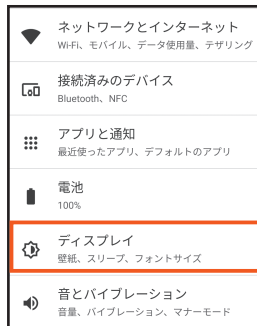 ネットワークとインターネット
Wi-Fi、モバイル、データ使用量、テザリング
接続済みのデバイス
Bluetooth、NFC
アプリと通知
最近使ったアプリ、デフォルトのアプリ
電池
100%
ディスプレイ
壁紙、スリープ、フォントサイズ
音とバイブレーション
音量、バイブレーション、マナーモード